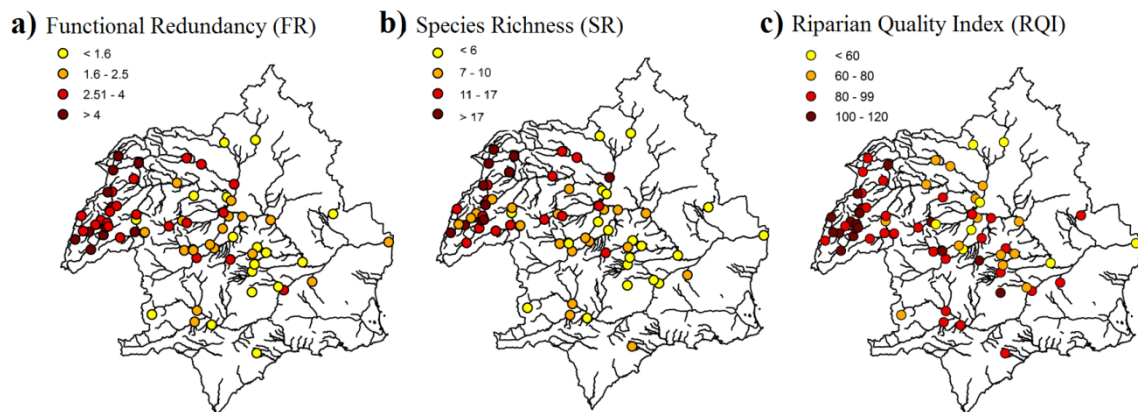 a) Functional Redundancy (FR)
< 1.6
1.6 - 2.5
2.51 - 4
> 4
b) Species Richness (SR)
< 6
7 - 10
11 - 17
> 17
c) Riparian Quality Index (RQI)
< 60
60 - 80
80 - 99
100 - 120